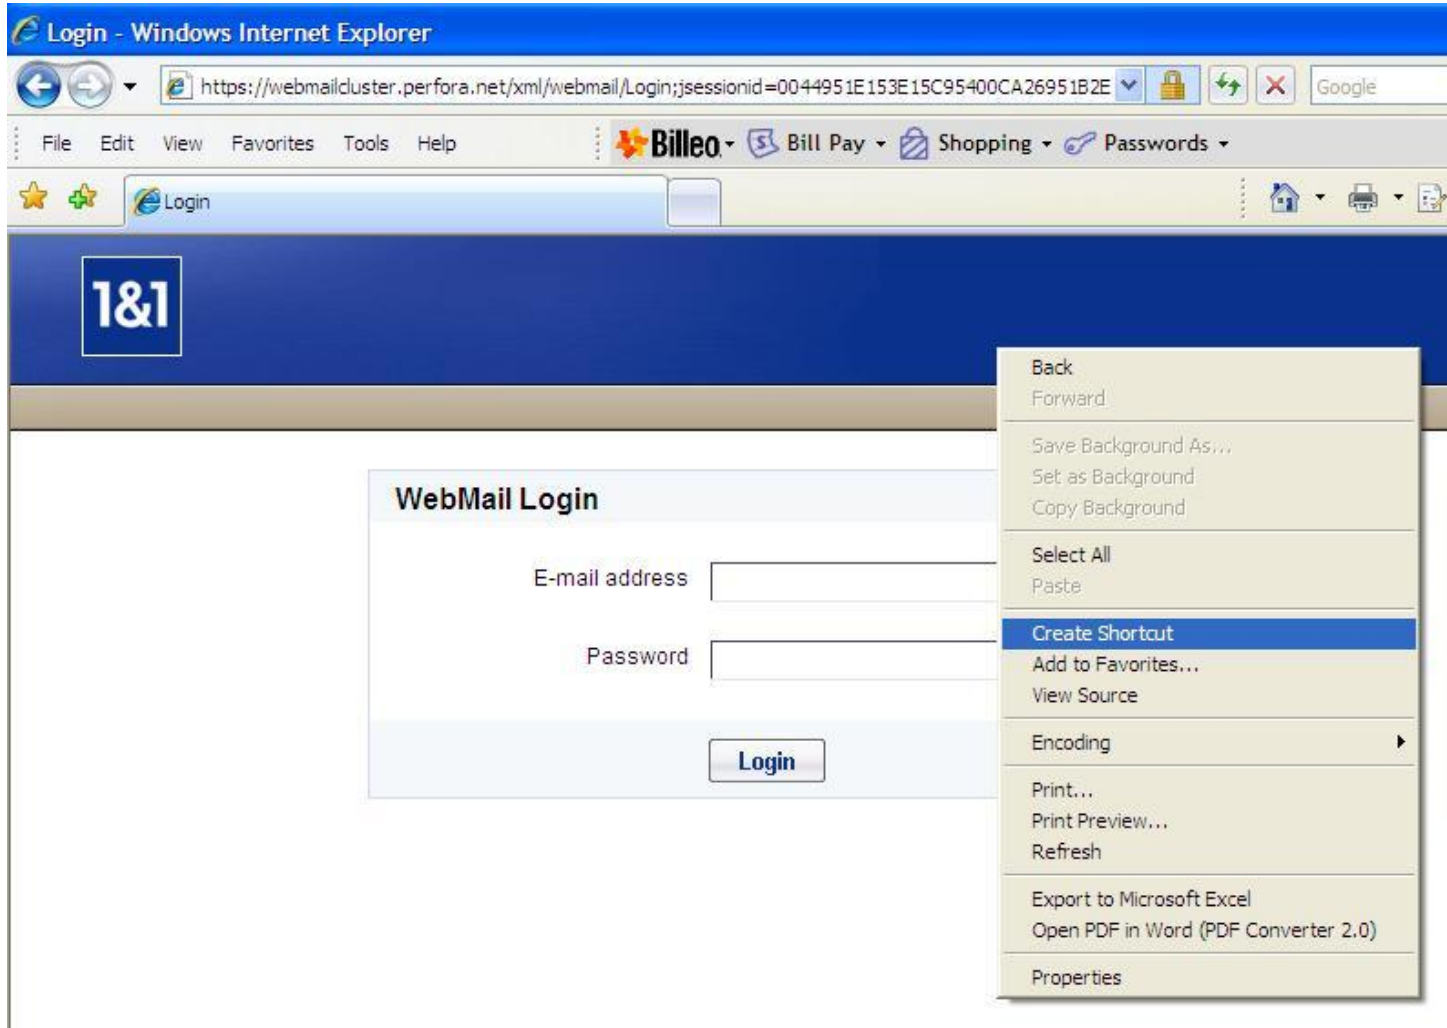 Login - Windows Internet Explorer
https://webmailcluster.perfora.net/xml/webmail/Login;jsessionid=0044951E153E15C95400CA26951B2E
Google
File Edit View Favorites Tools Help
Billeo Bill Pay Shopping Passwords
Login
1&1
Back
Forward
Save Background As...
Set as Background
Copy Background
Select All
Paste
Create Shortcut
Add to Favorites...
View Source
Encoding
Print...
Print Preview...
Refresh
Export to Microsoft Excel
Open PDF in Word (PDF Converter 2.0)
Properties
WebMail Login
E-mail address
Password
Login